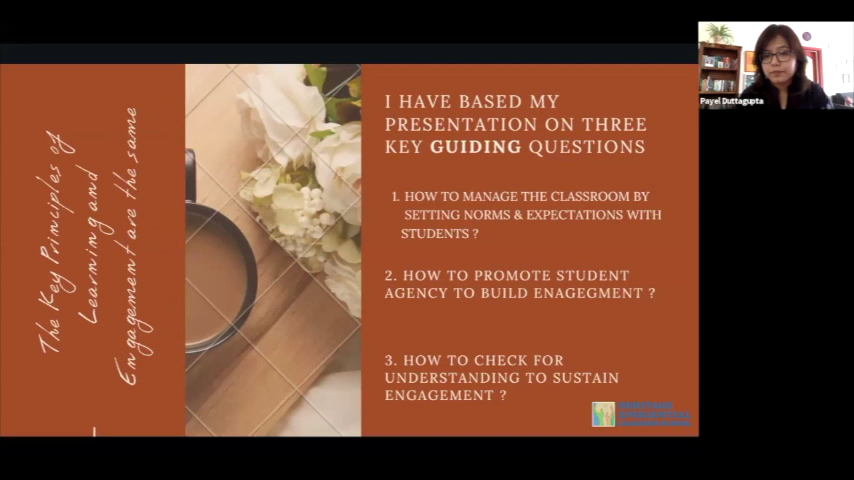 The Key Principles of
Learning and
Engagement are the same
I HAVE BASED MY
PRESENTATION ON THREE
KEY GUIDING QUESTIONS
1. HOW TO MANAGE THE CLASSROOM BY
SETTING NORMS & EXPECTATIONS WITH
STUDENTS ?
2. HOW TO PROMOTE STUDENT
AGENCY TO BUILD ENAGEGMENT ?
3. HOW TO CHECK FOR
UNDERSTANDING TO SUSTAIN
ENGAGEMENT ?
Payel Duttagupta